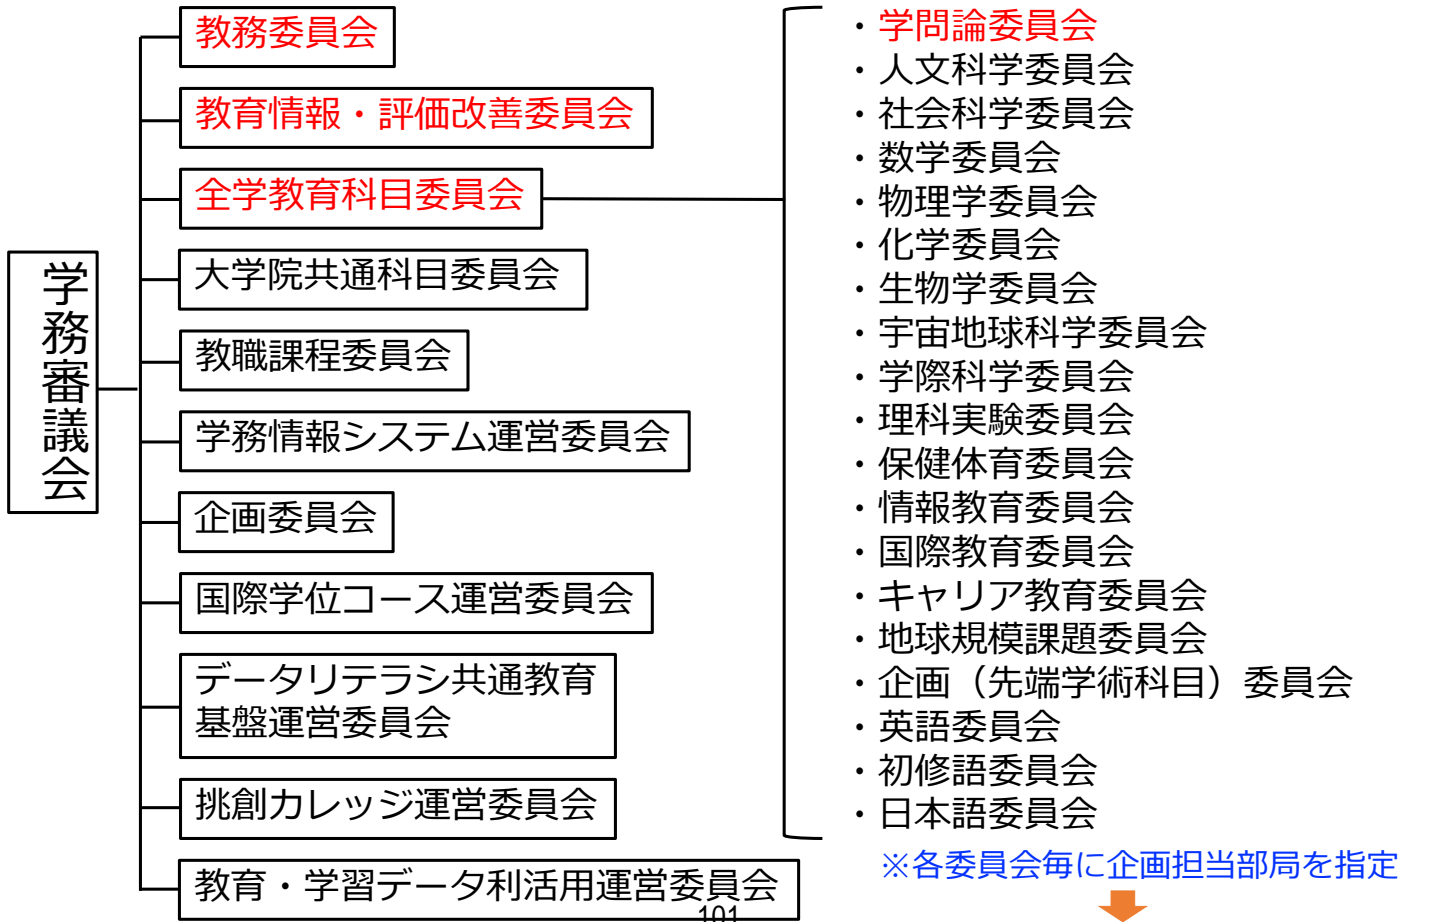 学務審議会
教務委員会
教育情報・評価改善委員会
全学教育科目委員会
大学院共通科目委員会
教職課程委員会
学務情報システム運営委員会
企画委員会
国際学位コース運営委員会
データリテラシ共通教育
基盤運営委員会
挑創カレッジ運営委員会
教育・学習データ利活用運営委員会
・学問論委員会
・人文科学委員会
・社会科学委員会
・数学委員会
・物理学委員会
・化学委員会
・生物学委員会
・宇宙地球科学委員会
・学際科学委員会
・理科実験委員会
・保健体育委員会
・情報教育委員会
・国際教育委員会
・キャリア教育委員会
・地球規模課題委員会
・企画（先端学術科目）委員会
・英語委員会
・初修語委員会
・日本語委員会
※各委員会毎に企画担当部局を指定
101